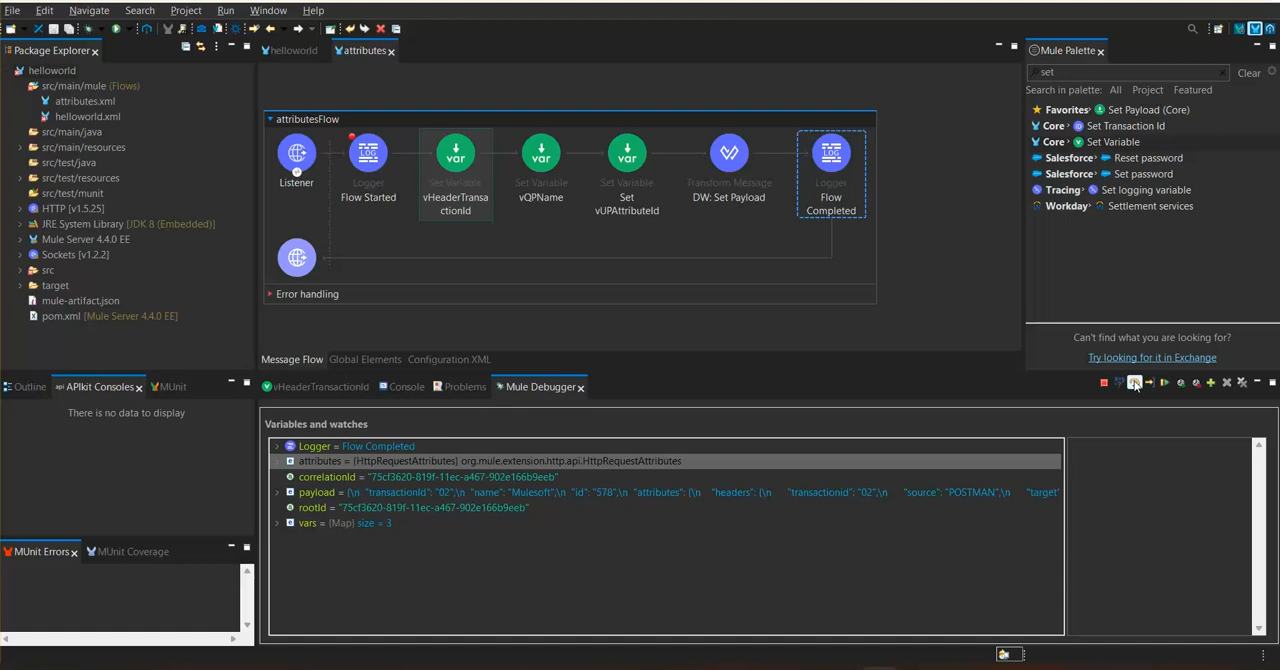 File Edit Navigate Search Project Run Window Help
Package Explorer
helloworld
src/main/mule (Flows)
attributes.xml
helloworld.xml
src/main/java
src/main/resources
src/test/java
src/test/resources
src/test/munit
HTTP [v1.5.25]
JRE System Library [JDK 8 (Embedded)]
Mule Server 4.4.0 EE
Sockets [v1.2.2]
src
target
mule-artifact.json
pom.xml [Mule Server 4.4.0 EE]
helloworld attributes
attributesFlow
Listener
LOG
Logger
Flow Started
var
Set Variable
vHeaderTransa
ctionId
var
Set Variable
vQPName
var
Set Variable
Set
vUPAttributeId
Transform Message
DW: Set Payload
LOG
Logger
Flow
Completed
Error handling
Message Flow Global Elements Configuration XML
Mule Palette
set
Clear
Search in palette: All Project Featured
Favorites Set Payload (Core)
Core Set Transaction Id
Core Set Variable
Salesforce Reset password
Salesforce Set password
Tracing Set logging variable
Workday Settlement services
Can't find what you are looking for?
Try looking for it in Exchange
Outline api APIkit Consoles MUnit
There is no data to display
MUnit Errors MUnit Coverage
vHeaderTransactionId Console Problems Mule Debugger
Variables and watches
Logger = Flow Completed
attributes = {HttpRequestAttributes} org.mule.extension.http.api.HttpRequestAttributes
correlationId = "75cf3620-819f-11ec-a467-902e166b9eeb"
payload = {\n "transactionId": "02",\n "name": "Mulesoft",\n "id": "578",\n "attributes": {\n "headers": {\n "transactionid": "02",\n "source": "POSTMAN",\n "target"
rootId = "75cf3620-819f-11ec-a467-902e166b9eeb"
vars = {Map} size = 3